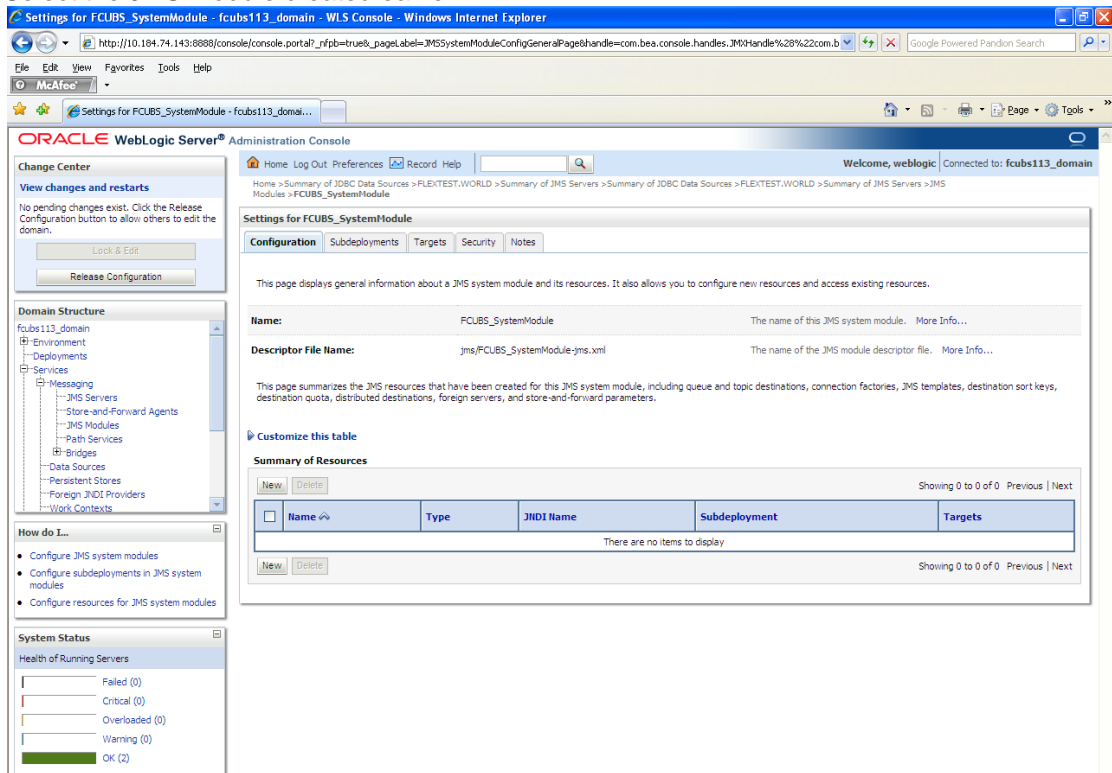 Settings for FCUBS_SystemModule - fcubs113_domain - WLS Console - Windows Internet Explorer
http://10.184.74.143:8888/console/console.portal?_nfpb=true&_pageLabel=JMSSystemModuleConfigGeneralPage&handle=com.bea.console.handles.JMXHandle%28%22com.b
Google Powered Pandion Search
File Edit View Favorites Tools Help
McAfee
Settings for FCUBS_SystemModule - fcubs113_domai...
Page Tools
ORACLE WebLogic Server® Administration Console
Change Center
View changes and restarts
No pending changes exist. Click the Release
Configuration button to allow others to edit the
domain.
Lock & Edit
Release Configuration
Domain Structure
fcubs113_domain
Environment
Deployments
Services
Messaging
JMS Servers
Store-and-Forward Agents
JMS Modules
Path Services
Bridges
Data Sources
Persistent Stores
Foreign JNDI Providers
Work Contexts
How do I...
Configure JMS system modules
Configure subdeployments in JMS system
modules
Configure resources for JMS system modules
System Status
Health of Running Servers
Failed (0)
Critical (0)
Overloaded (0)
Warning (0)
OK (2)
Home Log Out Preferences Record Help
Welcome, weblogic Connected to: fcubs113_domain
Home >Summary of JDBC Data Sources >FLEXTEST.WORLD >Summary of JMS Servers >Summary of JDBC Data Sources >FLEXTEST.WORLD >Summary of JMS Servers >JMS
Modules >FCUBS_SystemModule
Settings for FCUBS_SystemModule
Configuration Subdeployments Targets Security Notes
This page displays general information about a JMS system module and its resources. It also allows you to configure new resources and access existing resources.
Name: FCUBS_SystemModule The name of this JMS system module. More Info...
Descriptor File Name: jms/FCUBS_SystemModule-jms.xml The name of the JMS module descriptor file. More Info...
This page summarizes the JMS resources that have been created for this JMS system module, including queue and topic destinations, connection factories, JMS templates, destination sort keys,
destination quota, distributed destinations, foreign servers, and store-and-forward parameters.
Customize this table
Summary of Resources
New Delete Showing 0 to 0 of 0 Previous | Next
Name Type JNDI Name Subdeployment Targets
There are no items to display
New Delete Showing 0 to 0 of 0 Previous | Next